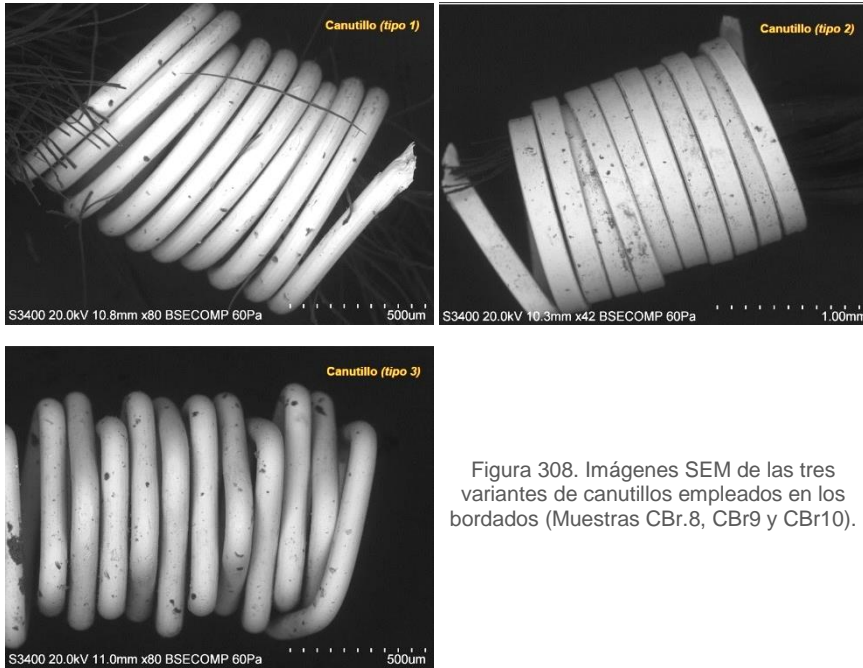 Canutillo (tipo 1)
S3400 20.0kV 10.8mm x80 BSECOMP 60Pa 500um
Canutillo (tipo 2)
S3400 20.0kV 10.3mm x42 BSECOMP 60Pa 1.00mm
Canutillo (tipo 3)
S3400 20.0kV 11.0mm x80 BSECOMP 60Pa 500um
Figura 308. Imágenes SEM de las tres
variantes de canutillos empleados en los
bordados (Muestras CBr.8, CBr9 y CBr10).